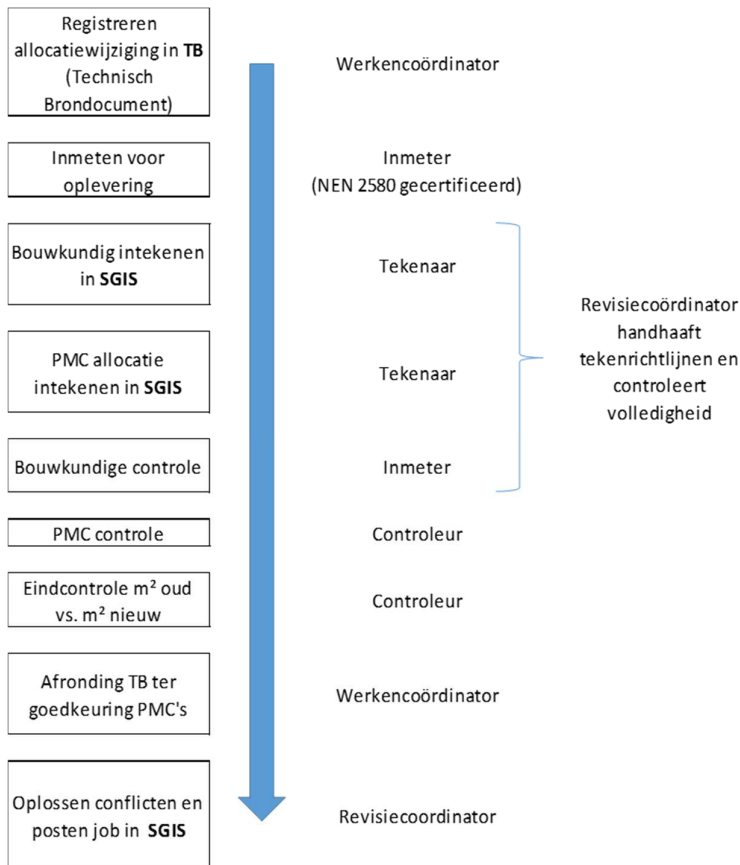 Registreren
allocatiewijziging in TB
(Technisch
Brondocument)
Werkencoördinator
Inmeten voor
oplevering
Inmeter
(NEN 2580 gecertificeerd)
Bouwkundig intekenen
in SGIS
Tekenaar
PMC allocatie
intekenen in SGIS
Tekenaar
Bouwkundige controle
Inmeter
Revisiecoördinator
handhaaft
tekenrichtlijnen en
controleert
volledigheid
PMC controle
Controleur
Eindcontrole m² oud
vs. m² nieuw
Controleur
Afronding TB ter
goedkeuring PMC's
Werkencoördinator
Oplossen conflicten en
posten job in SGIS
Revisiecoordinator